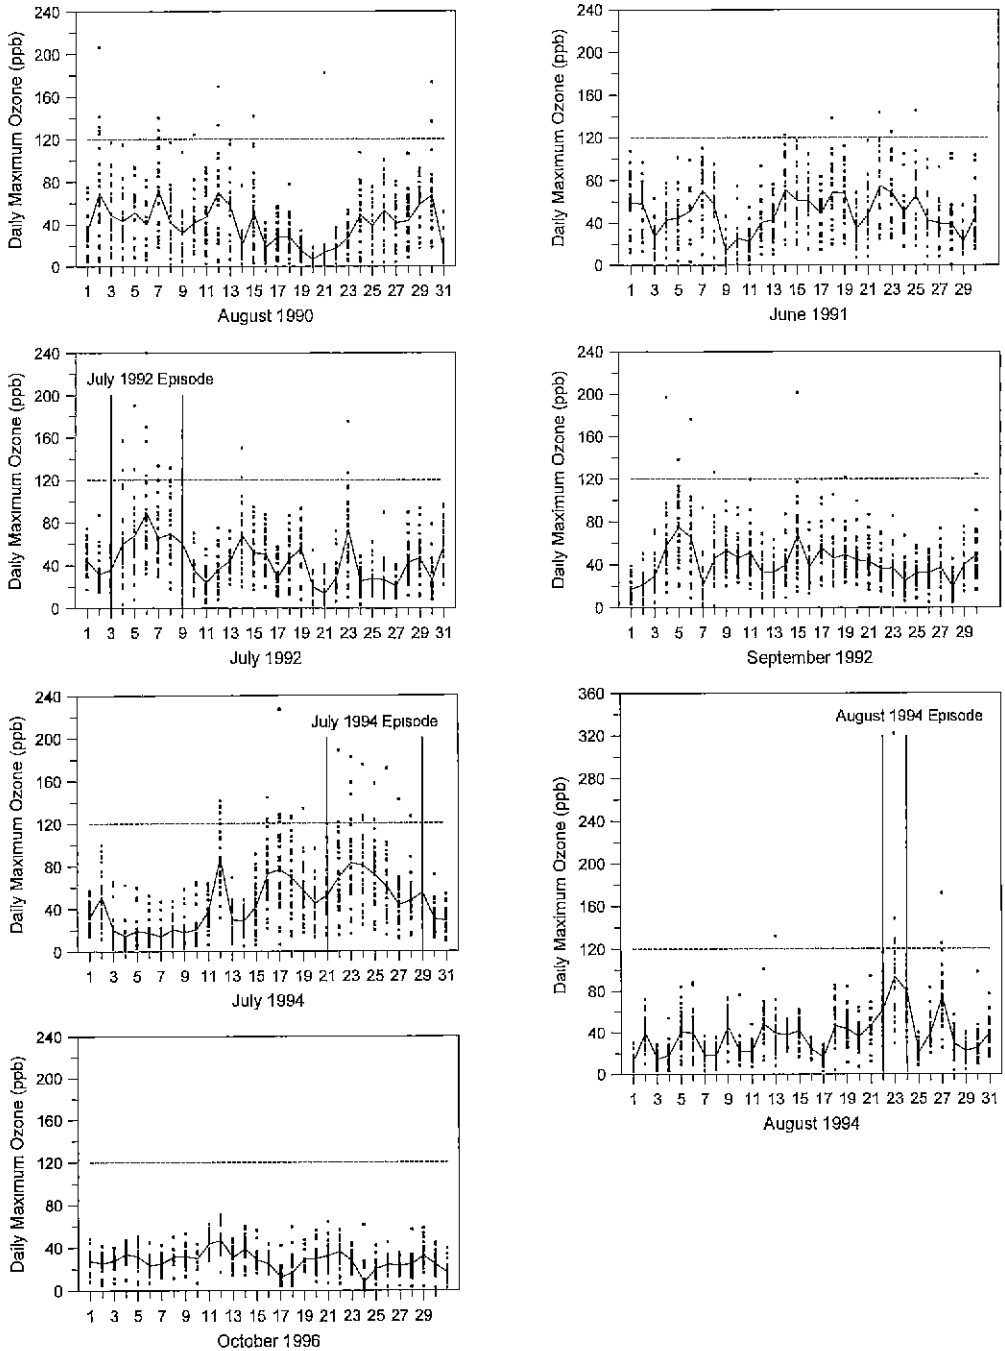 Daily Maximum Ozone (ppb)
240
200
160
120
80
40
0
1 3 5 7 9 11 13 15 17 19 21 23 25 27 29 31
August 1990
Daily Maximum Ozone (ppb)
240
200
160
120
80
40
0
1 3 5 7 9 11 13 15 17 19 21 23 25 27 29
June 1991
Daily Maximum Ozone (ppb)
240
200
160
120
80
40
0
July 1992 Episode
1 3 5 7 9 11 13 15 17 19 21 23 25 27 29 31
July 1992
Daily Maximum Ozone (ppb)
240
200
160
120
80
40
0
1 3 5 7 9 11 13 15 17 19 21 23 25 27 29
September 1992
Daily Maximum Ozone (ppb)
240
200
160
120
80
40
0
July 1994 Episode
1 3 5 7 9 11 13 15 17 19 21 23 25 27 29 31
July 1994
Daily Maximum Ozone (ppb)
360
320
280
240
200
160
120
80
40
0
August 1994 Episode
1 3 5 7 9 11 13 15 17 19 21 23 25 27 29 31
August 1994
Daily Maximum Ozone (ppb)
240
200
160
120
80
40
0
1 3 5 7 9 11 13 15 17 19 21 23 25 27 29
October 1996